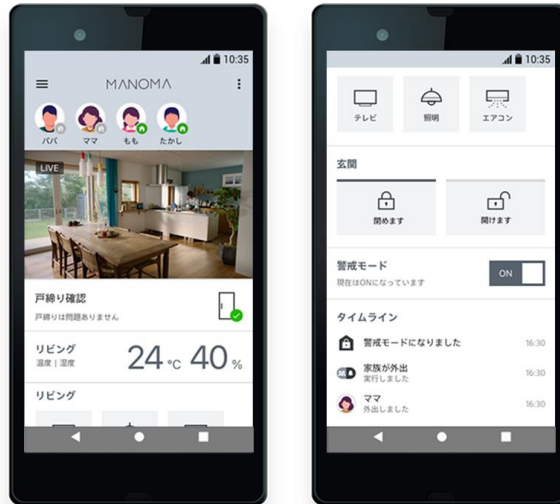 10:35
MANOMA
パパ
ママ
もも
たかし
LIVE
戸締り確認
戸締りは問題ありません
リビング
温度 | 湿度
24 ℃ 40 %
リビング
10:35
テレビ
照明
エアコン
玄関
閉めます
開けます
警戒モード
現在はONになっています
ON
タイムライン
警戒モードになりました
16:30
家族が外出
実行しました
16:30
ママ
外出しました
16:30